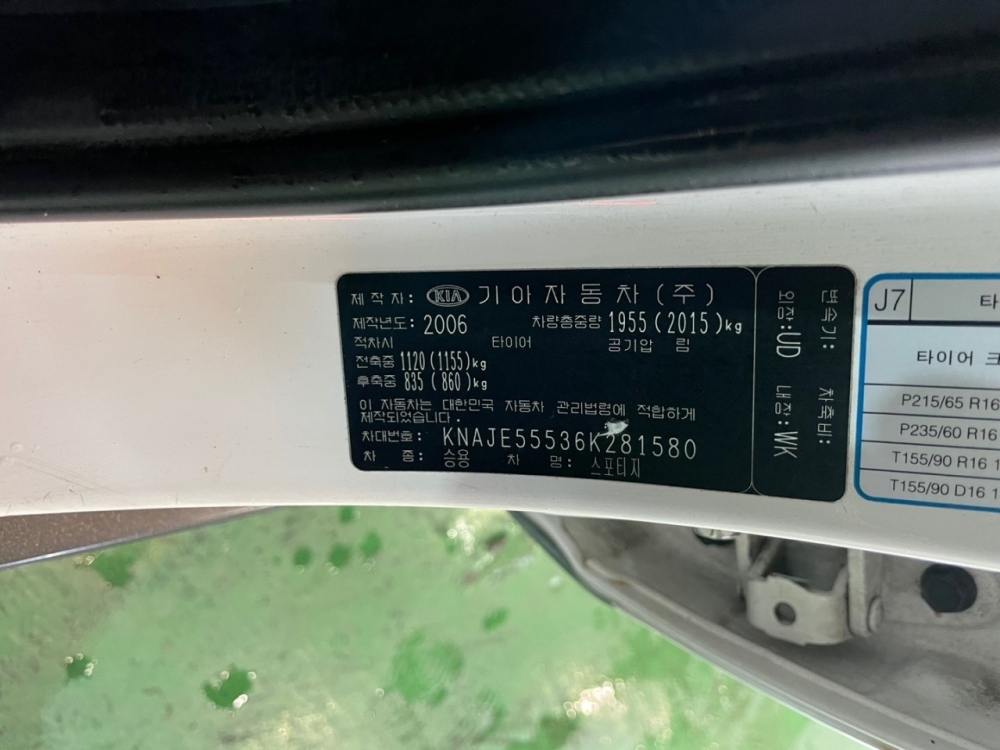 제 작 자 : KIA 기 아 자 동 차 ( 주 )
제작년도 : 2006 차량총중량 1955 ( 2015 ) kg
적차시 타이어 공기압 림
전축중 1120 (1155) kg
후축중 835 ( 860 ) kg
이 자동차는 대한민국 자동차 관리법령에 적합하게
제작되었습니다 .
차대번호 : KNAJE55536K281580
차 종 : 승용 차 명 : 스포티지
변속기 : 차축비 :
외장 : UD 내장 : WK
J7 타
타이어 크
P215/65 R16
P235/60 R16
T155/90 R16 1
T155/90 D16 1